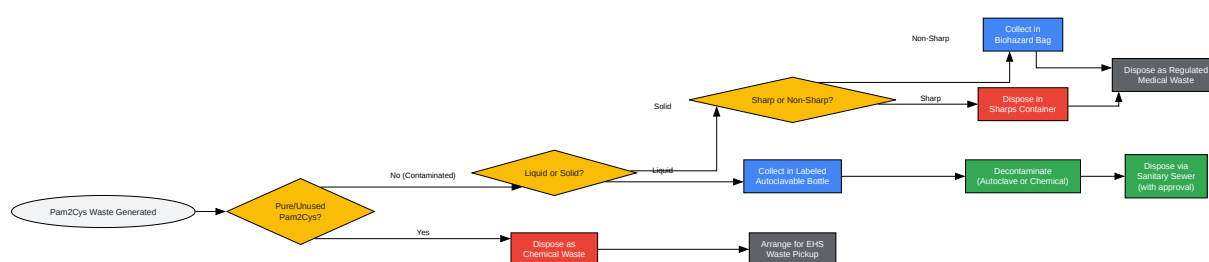 Pam2Cys Waste Generated
Pure/Unused
Pam2Cys?
No (Contaminated)
Yes
Liquid or Solid?
Dispose as
Chemical Waste
Arrange for EHS
Waste Pickup
Solid
Liquid
Sharp or Non-Sharp?
Non-Sharp
Sharp
Collect in
Biohazard Bag
Dispose in
Sharps Container
Dispose as Regulated
Medical Waste
Collect in Labeled
Autoclavable Bottle
Decontaminate
(Autoclave or Chemical)
Dispose via
Sanitary Sewer
(with approval)